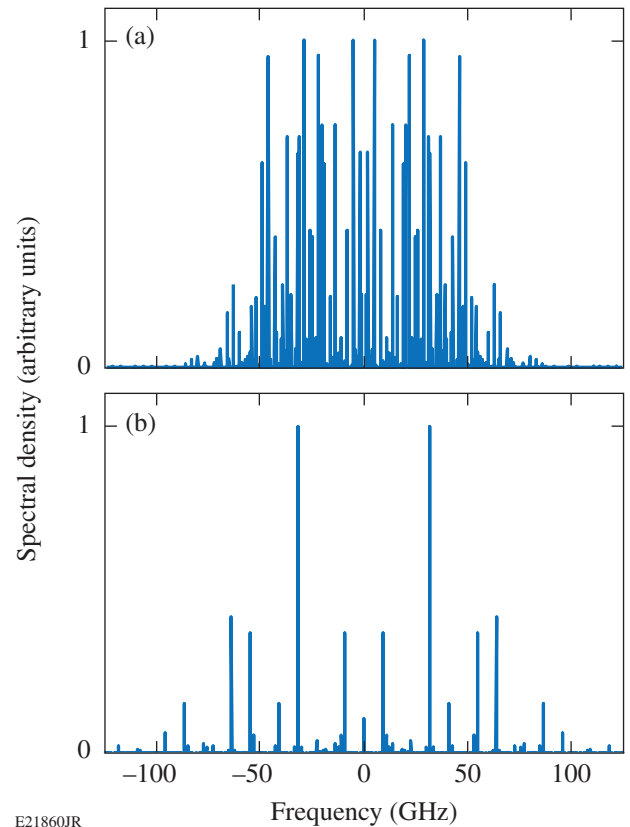 (a)
1
0
(b)
1
0
Spectral density (arbitrary units)
−100 −50 0 50 100
Frequency (GHz)
E21860JR